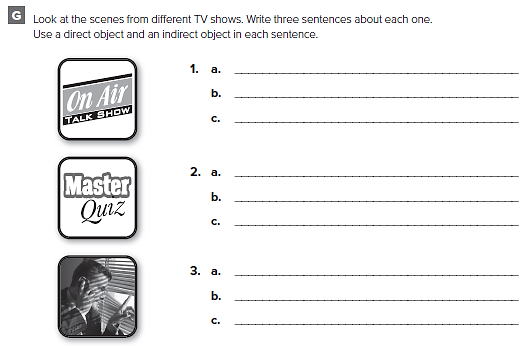 G Look at the scenes from different TV shows. Write three sentences about each one.
Use a direct object and an indirect object in each sentence.
On Air
TALK SHOW
1. a.
b.
c.
Master
Quiz
2. a.
b.
c.
3. a.
b.
c.